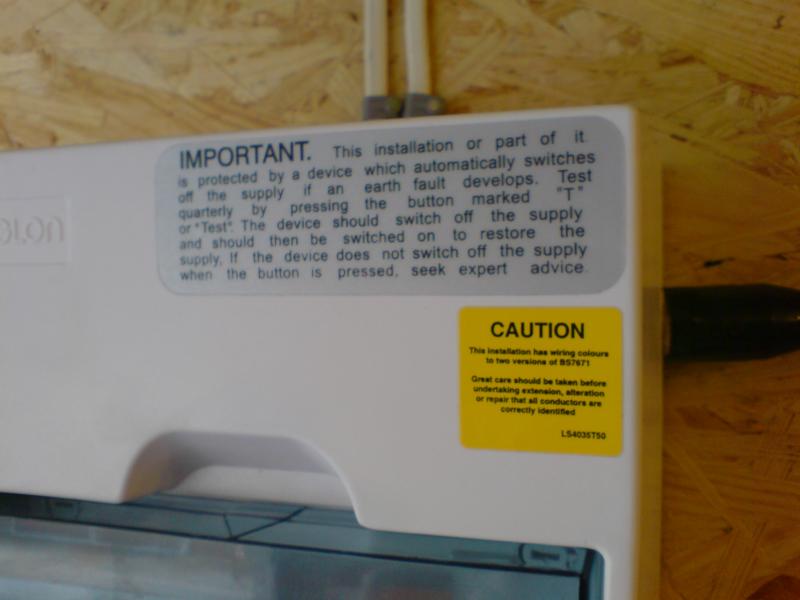 IMPORTANT. This installation or part of it
is protected by a device which automatically switches
off the supply if an earth fault develops. Test
quarterly by pressing the button marked "T"
or "Test". The device should switch off the supply
and should then be switched on to restore the
supply, If the device does not switch off the supply
when the button is pressed, seek expert advice.
CAUTION
This installation has wiring colours
to two versions of BS7671
Great care should be taken before
undertaking extension, alteration
or repair that all conductors are
correctly identified
LS4035T50